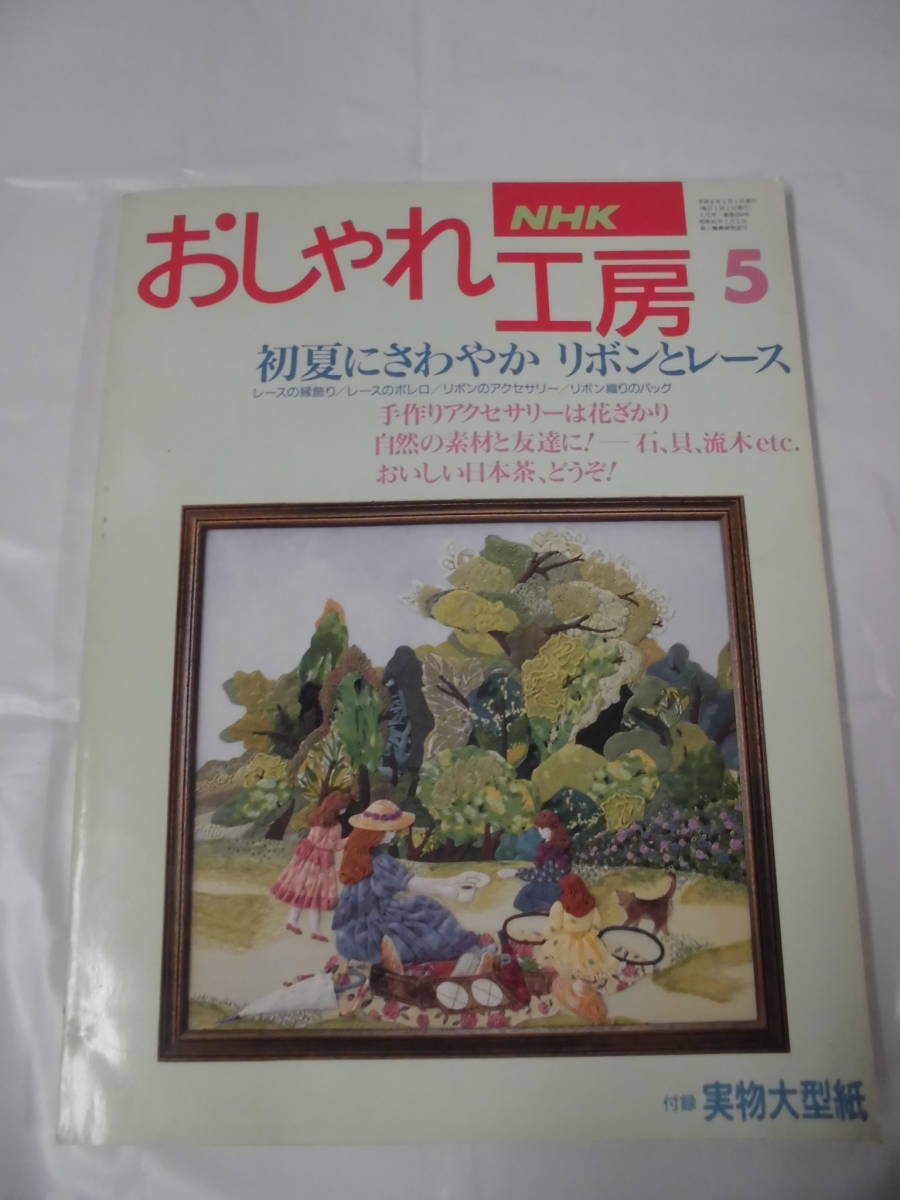 NHK
おしゃれ工房
5
初夏にさわやか リボンとレース
レースの縁飾り/レースのボレロ/リボンのアクセサリー/リボン織りのバッグ
手作りアクセサリーは花ざかり
自然の素材と友達に!—石、貝、流木etc.
おいしい日本茶、どうぞ!
付録 実物大型紙